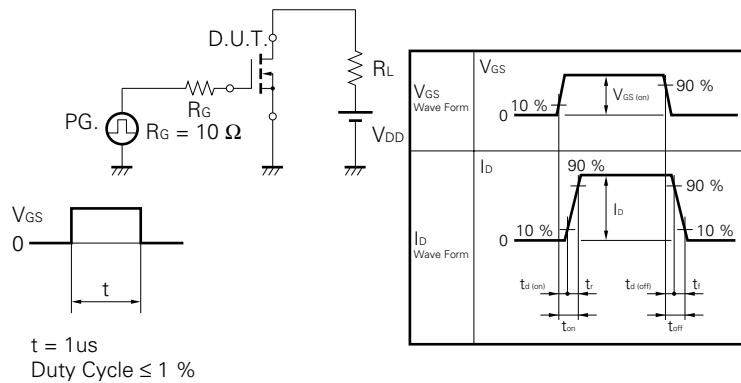 D.U.T.
RL
RG
PG.
RG = 10 Ω
VDD
VGS
0
t
t = 1us
Duty Cycle ≤ 1 %
VGS
Wave Form
VGS
10 %
0
VGS (on)
90 %
ID
Wave Form
ID
90 %
90 %
10 %
0
ID
10 %
td (on)
tr
td (off)
tf
ton
toff